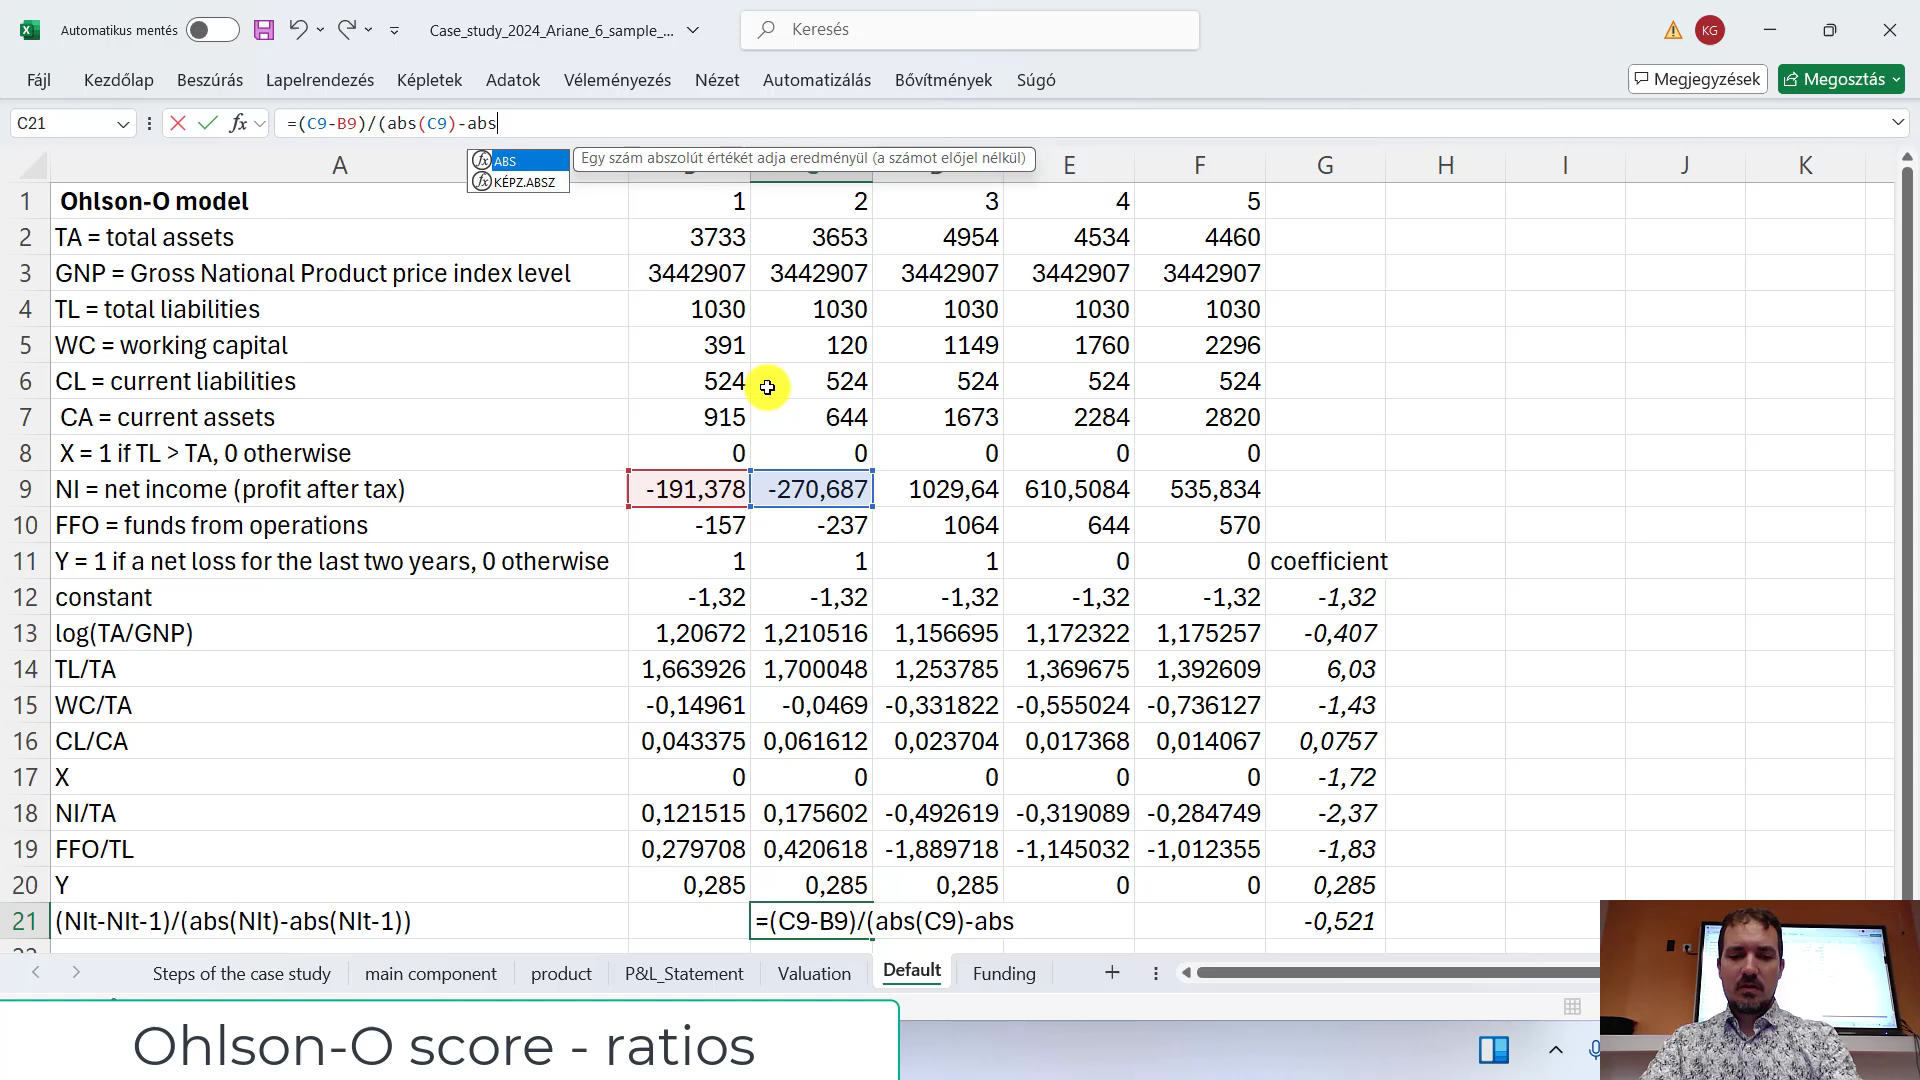 Automatikus mentés
Case_study_2024_Ariane_6_sample_...
Keresés
KG
Fájl Kezdőlap Beszúrás Lapelrendezés Képletek Adatok Véleményezés Nézet Automatizálás Bővítmények Súgó
Megjegyzések
Megosztás
C21
fx
=(C9-B9)/(abs(C9)-abs
ABS
KÉPZ.ABSZ
Egy szám abszolút értékét adja eredményül (a számot előjel nélkül)
A E F G H I J K
1 Ohlson-O model 1 2 3 4 5
2 TA = total assets 3733 3653 4954 4534 4460
3 GNP = Gross National Product price index level 3442907 3442907 3442907 3442907 3442907
4 TL = total liabilities 1030 1030 1030 1030 1030
5 WC = working capital 391 120 1149 1760 2296
6 CL = current liabilities 524 524 524 524 524
7 CA = current assets 915 644 1673 2284 2820
8 X = 1 if TL > TA, 0 otherwise 0 0 0 0 0
9 NI = net income (profit after tax) -191,378 -270,687 1029,64 610,5084 535,834
10 FFO = funds from operations -157 -237 1064 644 570
11 Y = 1 if a net loss for the last two years, 0 otherwise 1 1 1 0 0 coefficient
12 constant -1,32 -1,32 -1,32 -1,32 -1,32 -1,32
13 log(TA/GNP) 1,20672 1,210516 1,156695 1,172322 1,175257 -0,407
14 TL/TA 1,663926 1,700048 1,253785 1,369675 1,392609 6,03
15 WC/TA -0,14961 -0,0469 -0,331822 -0,555024 -0,736127 -1,43
16 CL/CA 0,043375 0,061612 0,023704 0,017368 0,014067 0,0757
17 X 0 0 0 0 0 -1,72
18 NI/TA 0,121515 0,175602 -0,492619 -0,319089 -0,284749 -2,37
19 FFO/TL 0,279708 0,420618 -1,889718 -1,145032 -1,012355 -1,83
20 Y 0,285 0,285 0,285 0 0 0,285
21 (NIt-NIt-1)/(abs(NIt)-abs(NIt-1)) =(C9-B9)/(abs(C9)-abs -0,521
Steps of the case study main component product P&L_Statement Valuation Default Funding
Ohlson-O score - ratios